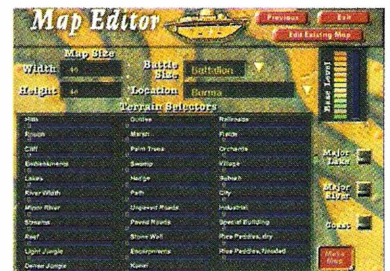 Map Editor
Previous
Exit
Edit Existing Map
Map Size
Width
Battle Size
Battalion
Height
Location
Burma
Base Level
Terrain Selectors
Hills
Gullies
Rough
Marsh
Fields
Cliff
Palm Trees
Orchards
Embankments
Swamp
Village
Lakes
Hedge
River Width
Path
City
Minor River
Unpaved Roads
Industrial
Streams
Paved Roads
Special Building
Reef
Stone Wall
Rice Paddies, dry
Light Jungle
Escarpments
Rice Paddies, flooded
Dense Jungle
Kunai
Major Lake
Major River
Coast
Make Map